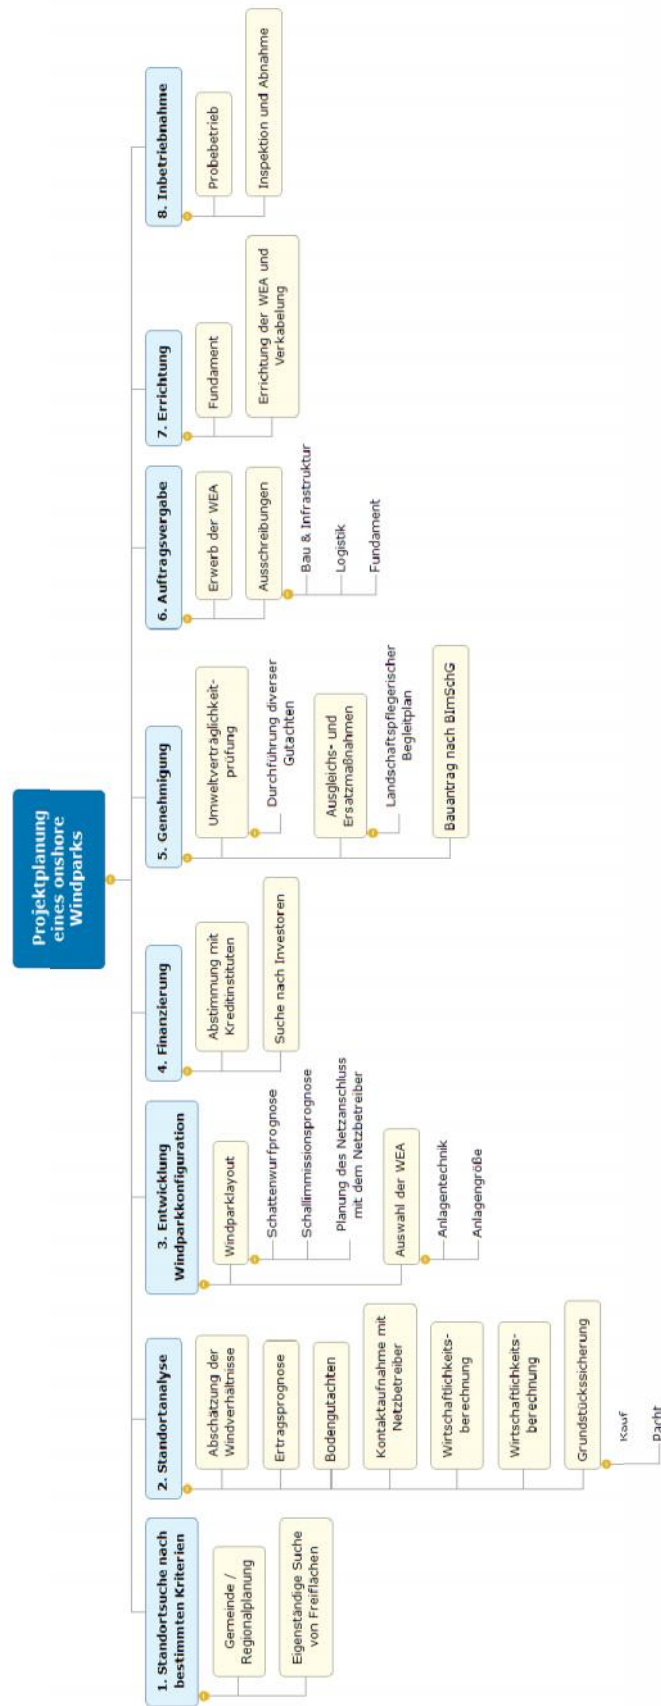 Projektplanung
eines onshore
Windparks
1. Standortsuche nach
bestimmten Kriterien
Gemeinde /
Regionalplanung
Eigenständige Suche
von Freiflächen
2. Standortanalyse
Abschätzung der
Windverhältnisse
Ertragsprognose
Bodengutachten
Kontaktaufnahme mit
Netzbetreiber
Wirtschaftlichkeits-
berechnung
Wirtschaftlichkeits-
berechnung
Grundstückssicherung
Kauf
Pacht
3. Entwicklung
Windparkkonfiguration
Windparklayout
Schattenwurfprognose
Schallimmissionsprognose
Planung des Netzanschluss
mit dem Netzbetreiber
Auswahl der WEA
Anlagentechnik
Anlagengröße
4. Finanzierung
Abstimmung mit
Kreditinstituten
Suche nach Investoren
5. Genehmigung
Umweltverträglichkeit-
prüfung
Durchführung diverser
Gutachten
Ausgleichs- und
Ersatzmaßnahmen
Landschaftspflegerischer
Begleitplan
Bauantrag nach BImSchG
6. Auftragsvergabe
Erwerb der WEA
Ausschreibungen
Bau & Infrastruktur
Logistik
Fundament
7. Errichtung
Fundament
Errichtung der WEA und
Verkabelung
8. Inbetriebnahme
Probebetrieb
Inspektion und Abnahme